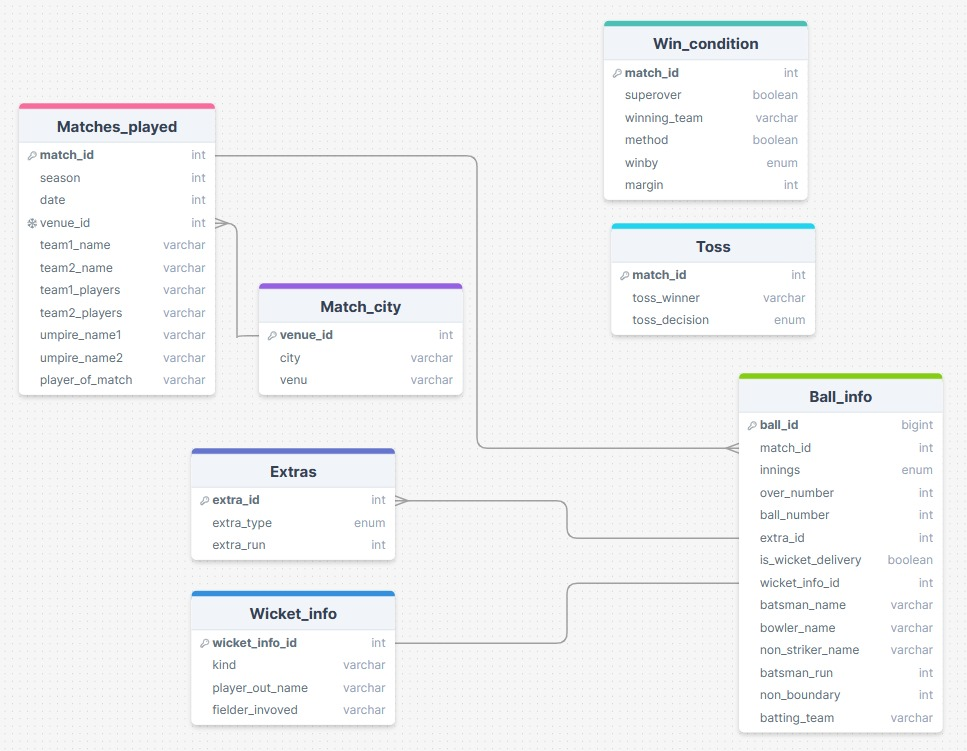 Win_condition
match_id int
superover boolean
winning_team varchar
method boolean
winby enum
margin int
Matches_played
match_id int
season int
date int
venue_id int
team1_name varchar
team2_name varchar
team1_players varchar
team2_players varchar
umpire_name1 varchar
umpire_name2 varchar
player_of_match varchar
Toss
match_id int
toss_winner varchar
toss_decision enum
Match_city
venue_id int
city varchar
venu varchar
Ball_info
ball_id bigint
match_id int
innings enum
over_number int
ball_number int
extra_id int
is_wicket_delivery boolean
wicket_info_id int
batsman_name varchar
bowler_name varchar
non_striker_name varchar
batsman_run int
non_boundary int
batting_team varchar
Extras
extra_id int
extra_type enum
extra_run int
Wicket_info
wicket_info_id int
kind varchar
player_out_name varchar
fielder_invoved varchar